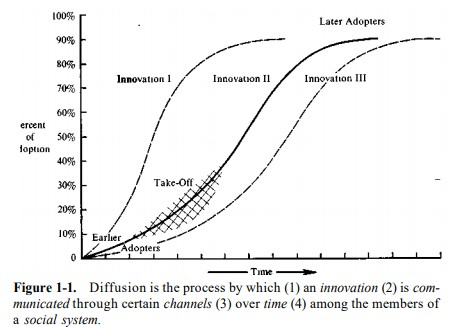 100%
Later Adopters
90%
80%
Innovation I
Innovation II
Innovation III
70%
60%
ercent
of
foption
50%
40%
30%
Take-Off
20%
10%
Earlier
Adopters
0
Time
Figure 1-1. Diffusion is the process by which (1) an innovation (2) is com-
municated through certain channels (3) over time (4) among the members of
a social system.